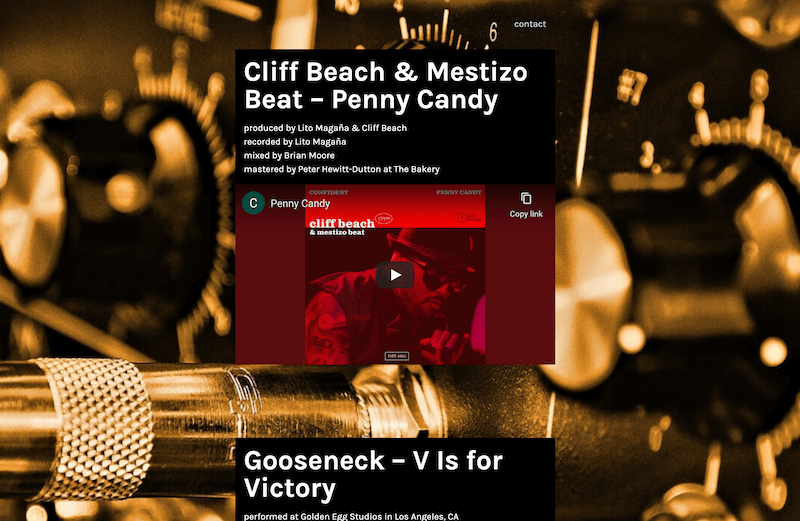 6
contact
Cliff Beach & Mestizo
Beat – Penny Candy
produced by Lito Magaña & Cliff Beach
recorded by Lito Magaña
mixed by Brian Moore
mastered by Peter Hewitt-Dutton at The Bakery
CONFIDENT PENNY CANDY
C Penny Candy
Copy link
cliff beach
& mestizo beat
Gooseneck – V Is for
Victory
performed at Golden Egg Studios in Los Angeles, CA